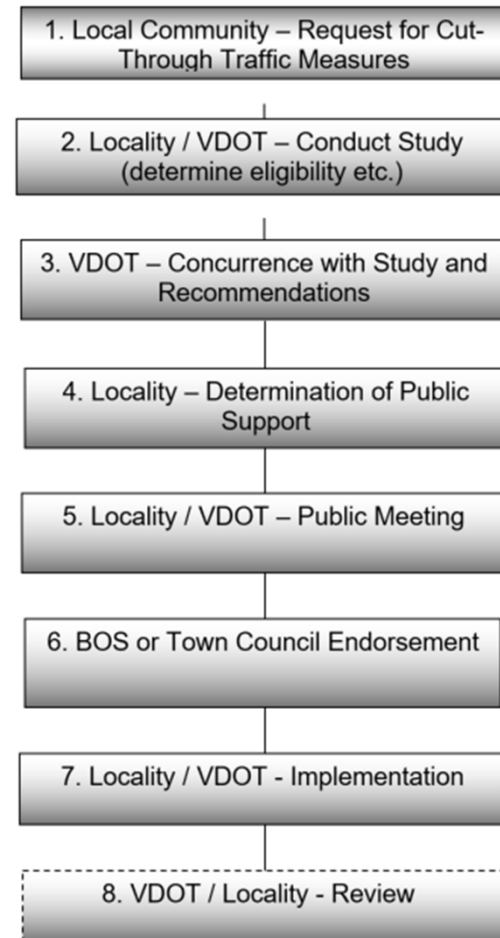 1. Local Community – Request for Cut-
Through Traffic Measures
2. Locality / VDOT – Conduct Study
(determine eligibility etc.)
3. VDOT – Concurrence with Study and
Recommendations
4. Locality – Determination of Public
Support
5. Locality / VDOT – Public Meeting
6. BOS or Town Council Endorsement
7. Locality / VDOT - Implementation
8. VDOT / Locality - Review